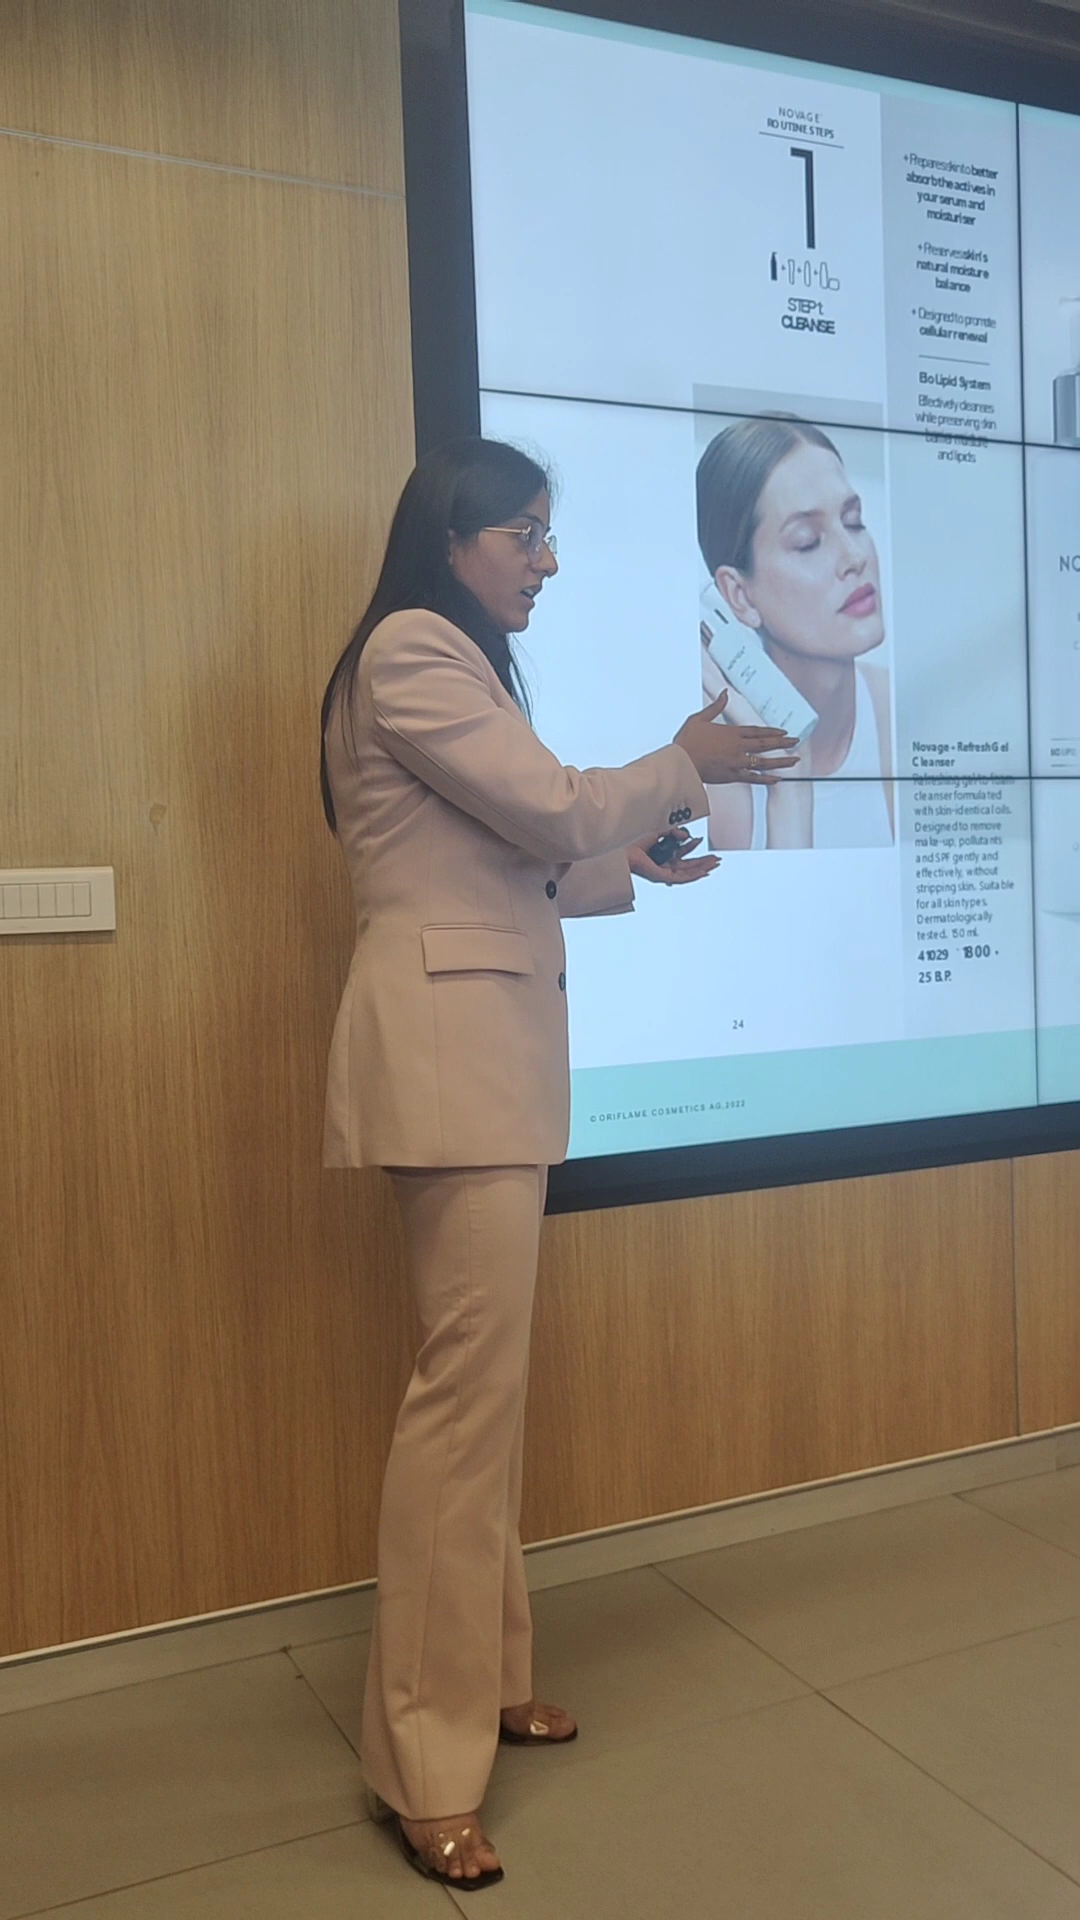 NOVAGE
ROUTINE STEPS
1
STEP 1:
CLEANSE
+ Prepares skin to better
absorb the actives in
your serum and
moisturiser
+ Preserves skin's
natural moisture
balance
+ Designed to promote
cellular renewal
Bio Lipid System
Effectively cleanses
while preserving skin
barrier moisture
and lipids
Novage+ Refresh Gel
Cleanser
Refreshing gel-to-foam
cleanser formulated
with skin-identical oils.
Designed to remove
make-up, pollutants
and SPF gently and
effectively, without
stripping skin. Suitable
for all skin types.
Dermatologically
tested. 150 ml.
41029 1800
25 B.P.
24
© ORIFLAME COSMETICS AG, 2022